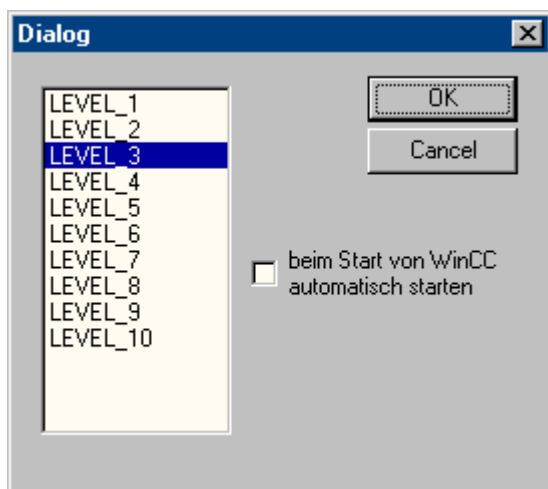 Dialog
LEVEL_1
LEVEL_2
LEVEL_3
LEVEL_4
LEVEL_5
LEVEL_6
LEVEL_7
LEVEL_8
LEVEL_9
LEVEL_10
OK
Cancel
beim Start von WinCC
automatisch starten